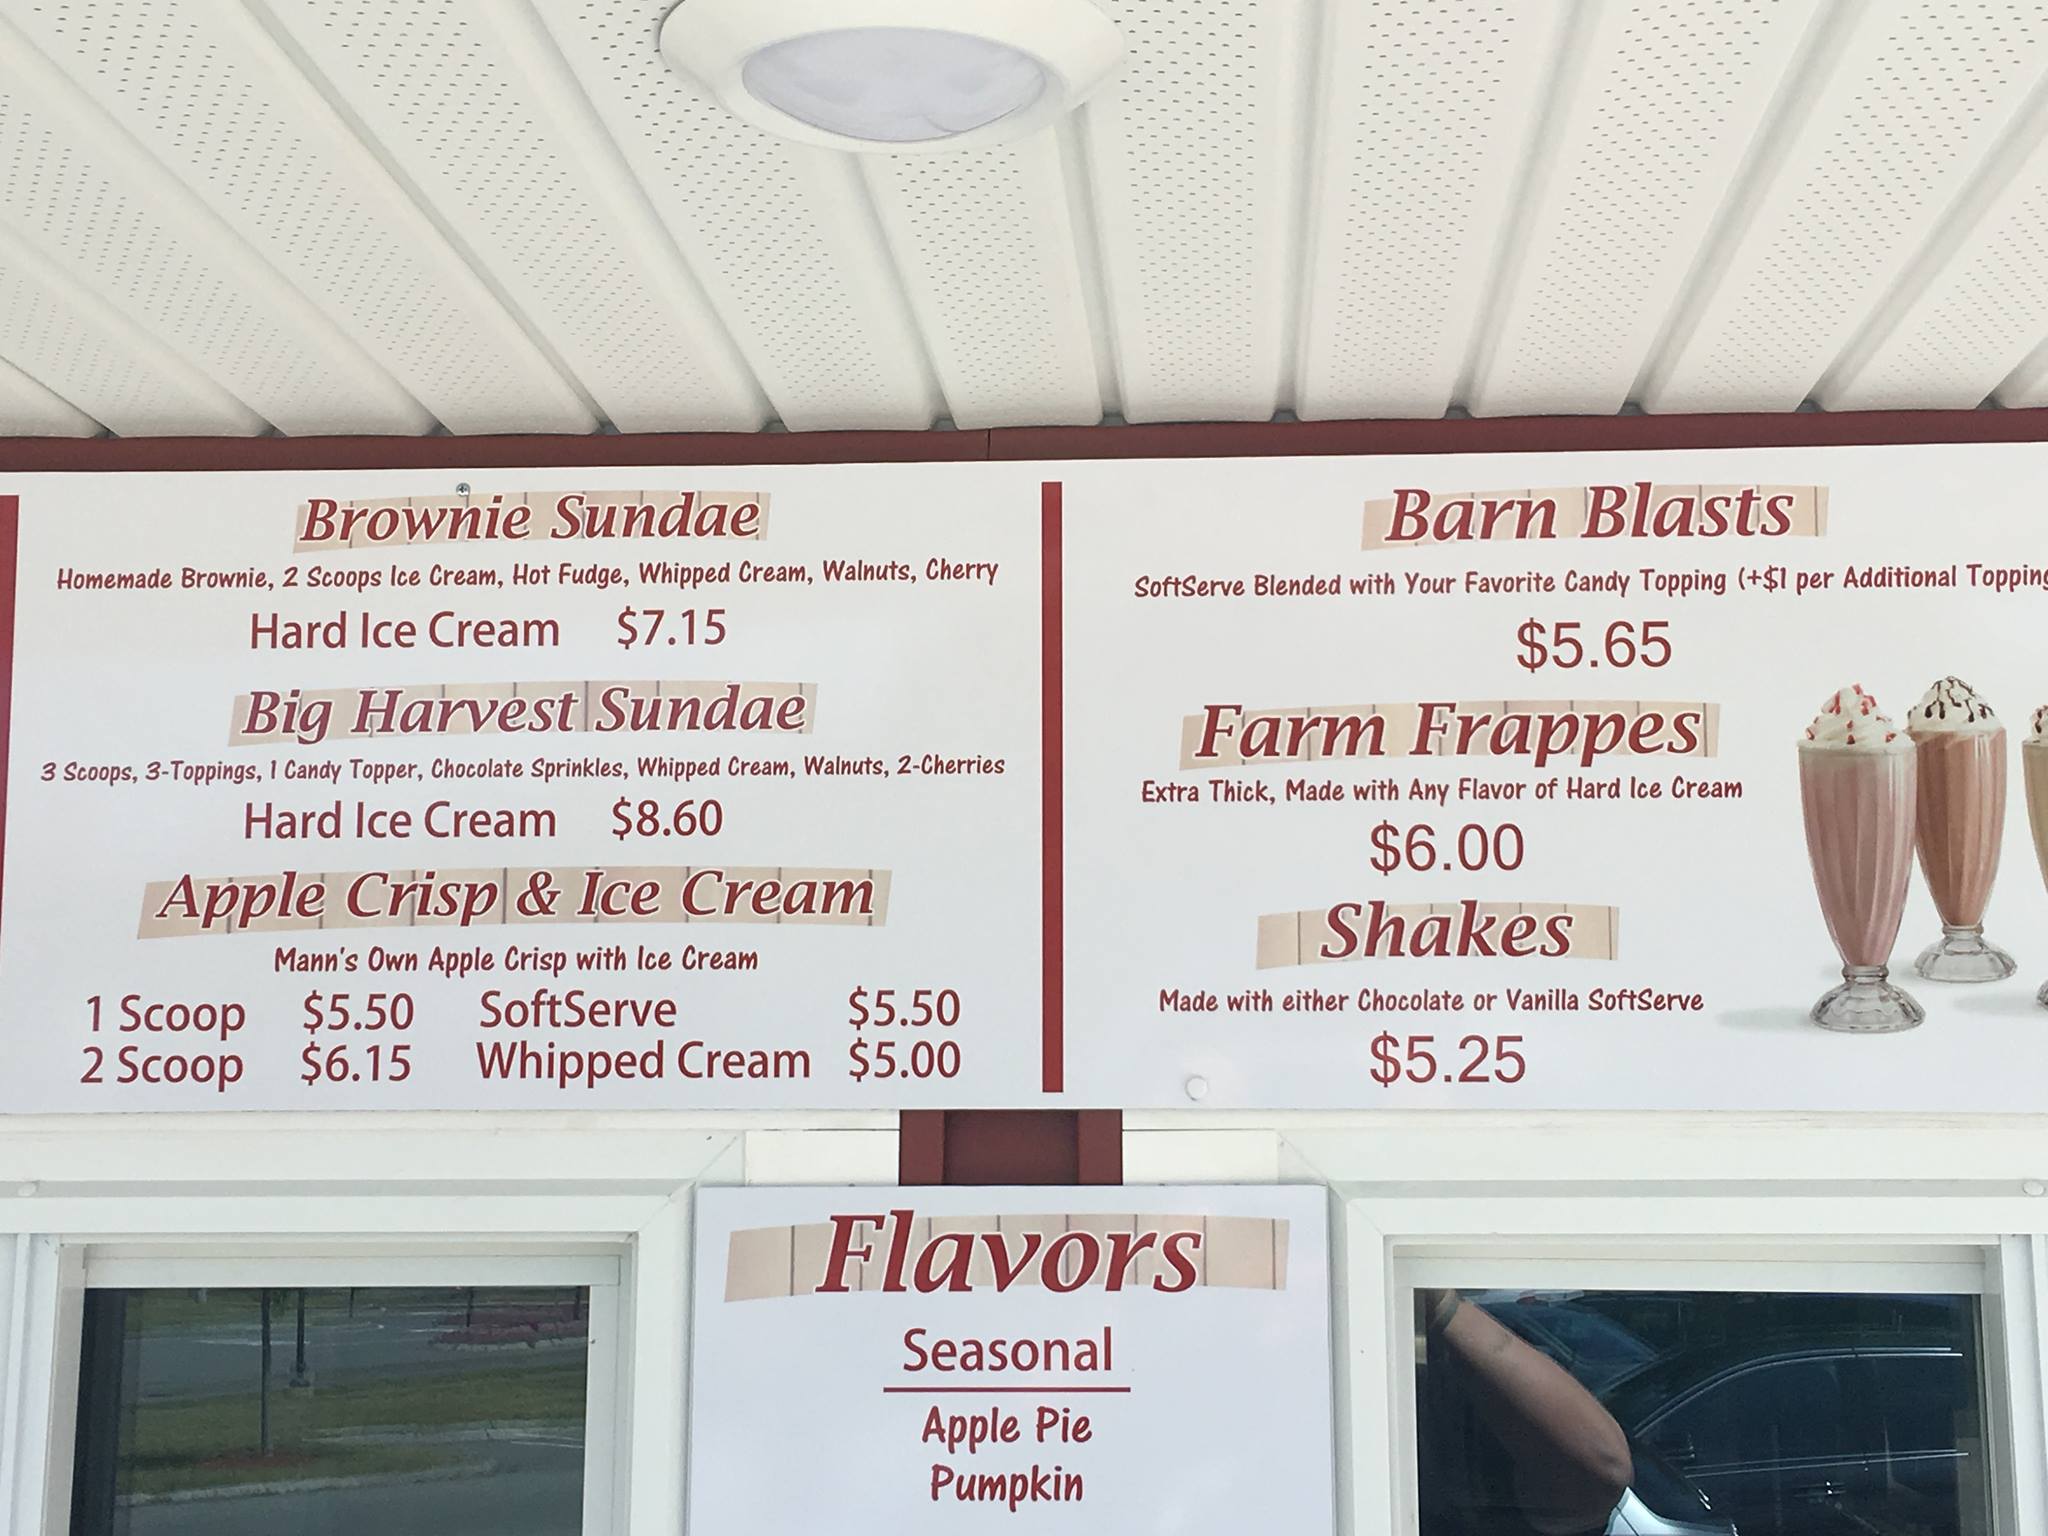 Brownie Sundae
Homemade Brownie, 2 Scoops Ice Cream, Hot Fudge, Whipped Cream, Walnuts, Cherry
Hard Ice Cream $7.15
Big Harvest Sundae
3 Scoops, 3-Toppings, 1 Candy Topper, Chocolate Sprinkles, Whipped Cream, Walnuts, 2-Cherries
Hard Ice Cream $8.60
Apple Crisp & Ice Cream
Mann's Own Apple Crisp with Ice Cream
1 Scoop $5.50 SoftServe $5.50
2 Scoop $6.15 Whipped Cream $5.00
Barn Blasts
SoftServe Blended with Your Favorite Candy Topping (+$1 per Additional Topping
$5.65
Farm Frappes
Extra Thick, Made with Any Flavor of Hard Ice Cream
$6.00
Shakes
Made with either Chocolate or Vanilla SoftServe
$5.25
Flavors
Seasonal
Apple Pie
Pumpkin